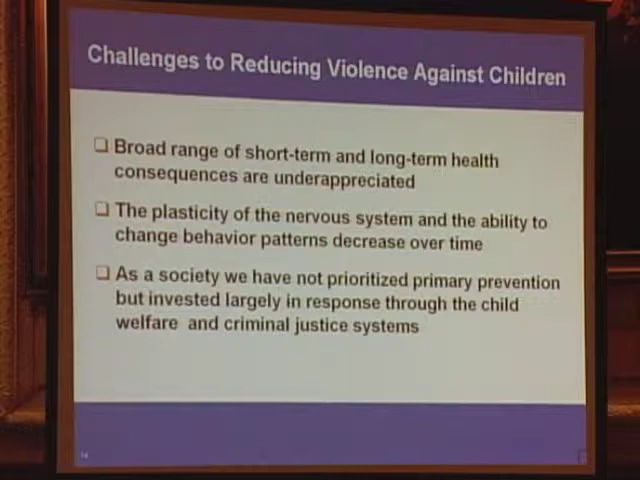 Challenges to Reducing Violence Against Children
❑ Broad range of short-term and long-term health
consequences are underappreciated
❑ The plasticity of the nervous system and the ability to
change behavior patterns decrease over time
❑ As a society we have not prioritized primary prevention
but invested largely in response through the child
welfare and criminal justice systems